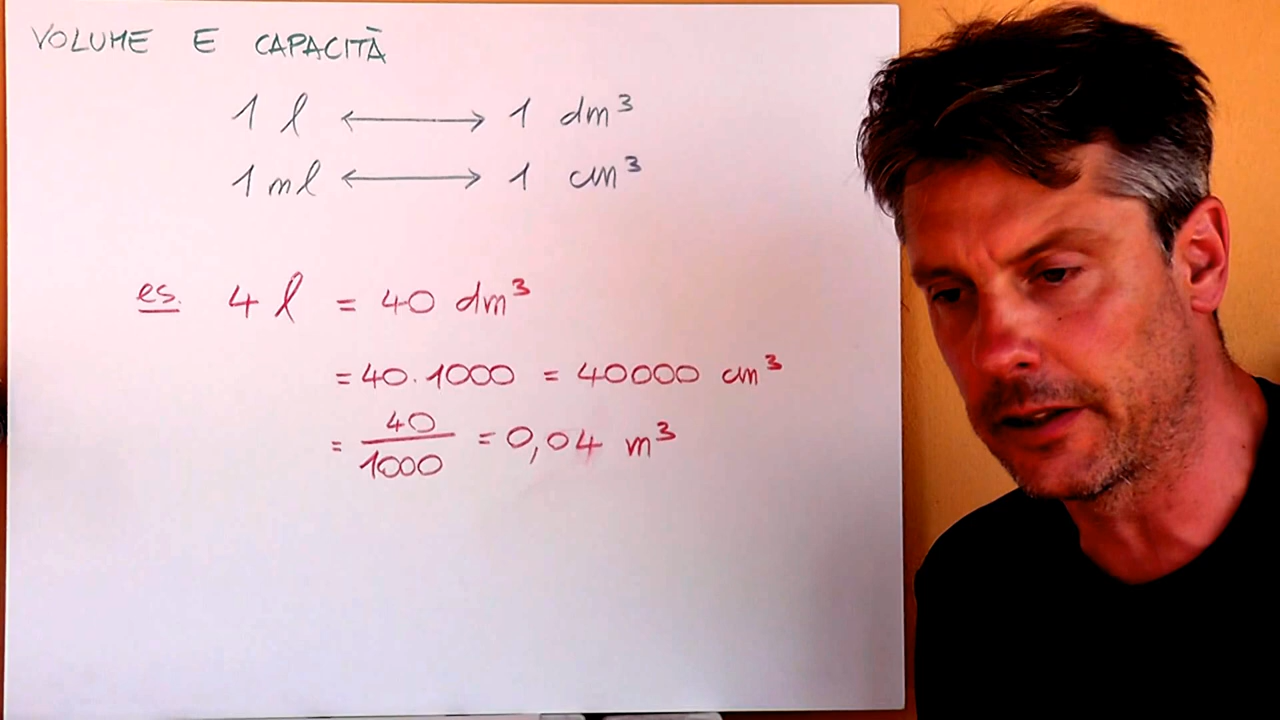 VOLUME E CAPACITÀ
1 l ⟷ 1 dm³
1 ml ⟷ 1 cm³
es. 4 l = 40 dm³
= 40 · 1000 = 40000 cm³
= 40/1000 = 0,04 m³